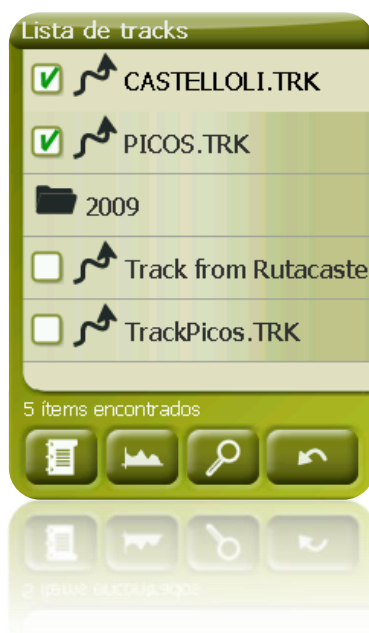 Lista de tracks
CASTELLOLI.TRK
PICOS.TRK
2009
Track from Rutacaste
TrackPicos.TRK
5 ítems encontrados